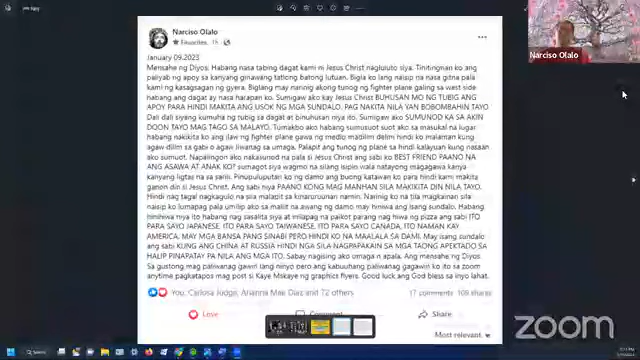 Narciso Olalo
Favorites · 1h
January 09,2023
Mensahe ng Diyos. Habang nasa tabing dagat kami ni Jesus Christ nagluluto siya. Tinitingnan ko ang
paliyab ng apoy sa kanyang ginawang tatlong batong lutuan. Bigla ko lang naisip na nasa gitna pala
kami ng kasagsagan ng gyera. Biglang may narinig akong tunog ng fighter plane galing sa west side
habang ang dagat ay nasa harapan ko. Sumigaw ako kay Jesus Christ BUHUSAN MO NG TUBIG ANG
APOY PARA HINDI MAKITA ANG USOK NG MGA SUNDALO. PAG NAKITA NILA YAN BOBOMBAHIN TAYO
Dali dali siyang kumuha ng tubig sa dagat at binuhusan niya ito. Sumigaw ako SUMUNOD KA SA AKIN
DOON TAYO MAG TAGO SA MALAYO. Tumakbo ako habang sumusuot suot ako sa masukal na lugar
habang nakikita ko ang ilaw ng fighter plane gawa ng medyo madilim dilim hindi ko malaman kung
agaw dilim sa gabi o agaw liwanag sa umaga. Palapit ang tunog ng plane sa hindi kalayuan kung nasaan
ako sumuot. Napalingon ako nakasunod na pala si Jesus Christ ang sabi ko BEST FRIEND PAANO NA
ANG ASAWA AT ANAK KO? sumagot siya wagmo na silang isipin wala natayong magagawa kanya
kanyang ligtas na sa sarili. Pinupuluputan ko ng damo ang buong katawan ko para hindi kami makita
ganon din si Jesus Christ. Ang sabi niya PAANO KONG MAG MANHAN SILA MAKIKITA DIN NILA TAYO.
Hindi nag tagal nagkagulo na sila malapit sa kinaroruunan namin. Narinig ko na tila magkainan sila
naisip ko lumapag pala umilip ako sa maliit na awang ng damo may hiniwa ang isang sundalo. Habang
hinihiwa niya ito habang nag sasalita siya at milapag na paikot parang nag hiwa ng pizza ang sabi ITO
PARA SAYO JAPANESE, ITO PARA SAYO TAIWANESE, ITO PARA SAYO CANADA, ITO NAMAN KAY
AMERICA. MAY MGA BANSA PANG SINABI PERO HINDI KO NA MAALALA SA DAMI. May isang sundalo
ang sabi KUNG ANG CHINA AT RUSSIA HINDI NGA SILA NAGPAPAKAIN SA MGA TAONG APEKTADO SA
HALIP PINAPATAY PA NILA ANG MGA ITO. Sabay nagising ako umaga n apala. Ang mensahe ng Diyos
Sa gustong mag paliwanag gawin lang ninyo pero ang kabuuhang paliwanag gagawin ko ito sa zoom
anytime pagkatapos mag post si Kaye Mskaye ng graphics flyers. Good luck ang God bless sa inyo lahat.
You, Carlosa Judge, Arianna Mae Diaz and 72 others
17 comments 109 shares
Love
Comment
Share
Most relevant
Narciso Olalo
zoom